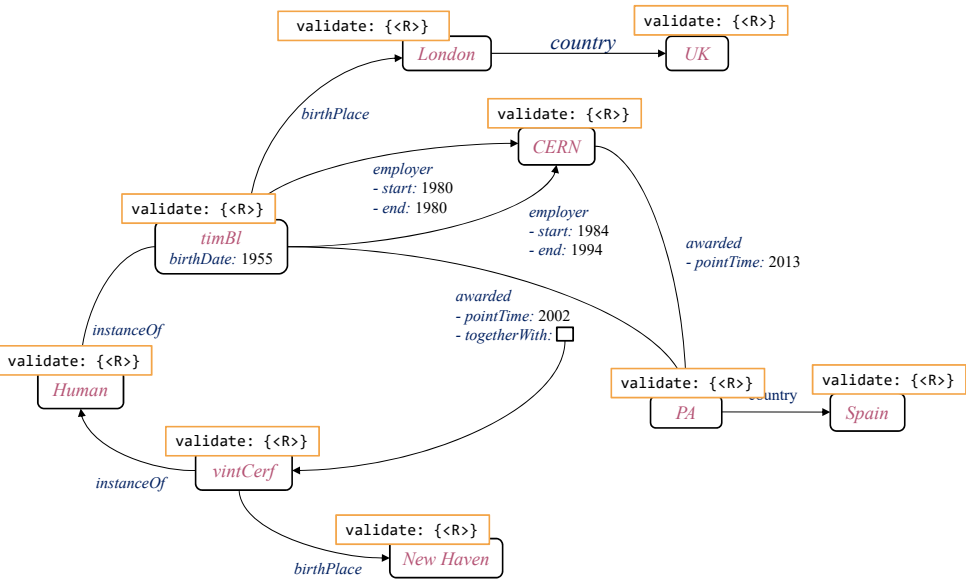 validate: {<R>}
London
country
validate: {<R>}
UK
birthPlace
validate: {<R>}
CERN
employer
- start: 1980
- end: 1980
validate: {<R>}
timBl
birthDate: 1955
employer
- start: 1984
- end: 1994
awarded
- pointTime: 2013
awarded
- pointTime: 2002
- togetherWith:
instanceOf
validate: {<R>}
Human
validate: {<R>}
PA
country
validate: {<R>}
Spain
validate: {<R>}
vintCerf
instanceOf
validate: {<R>}
New Haven
birthPlace